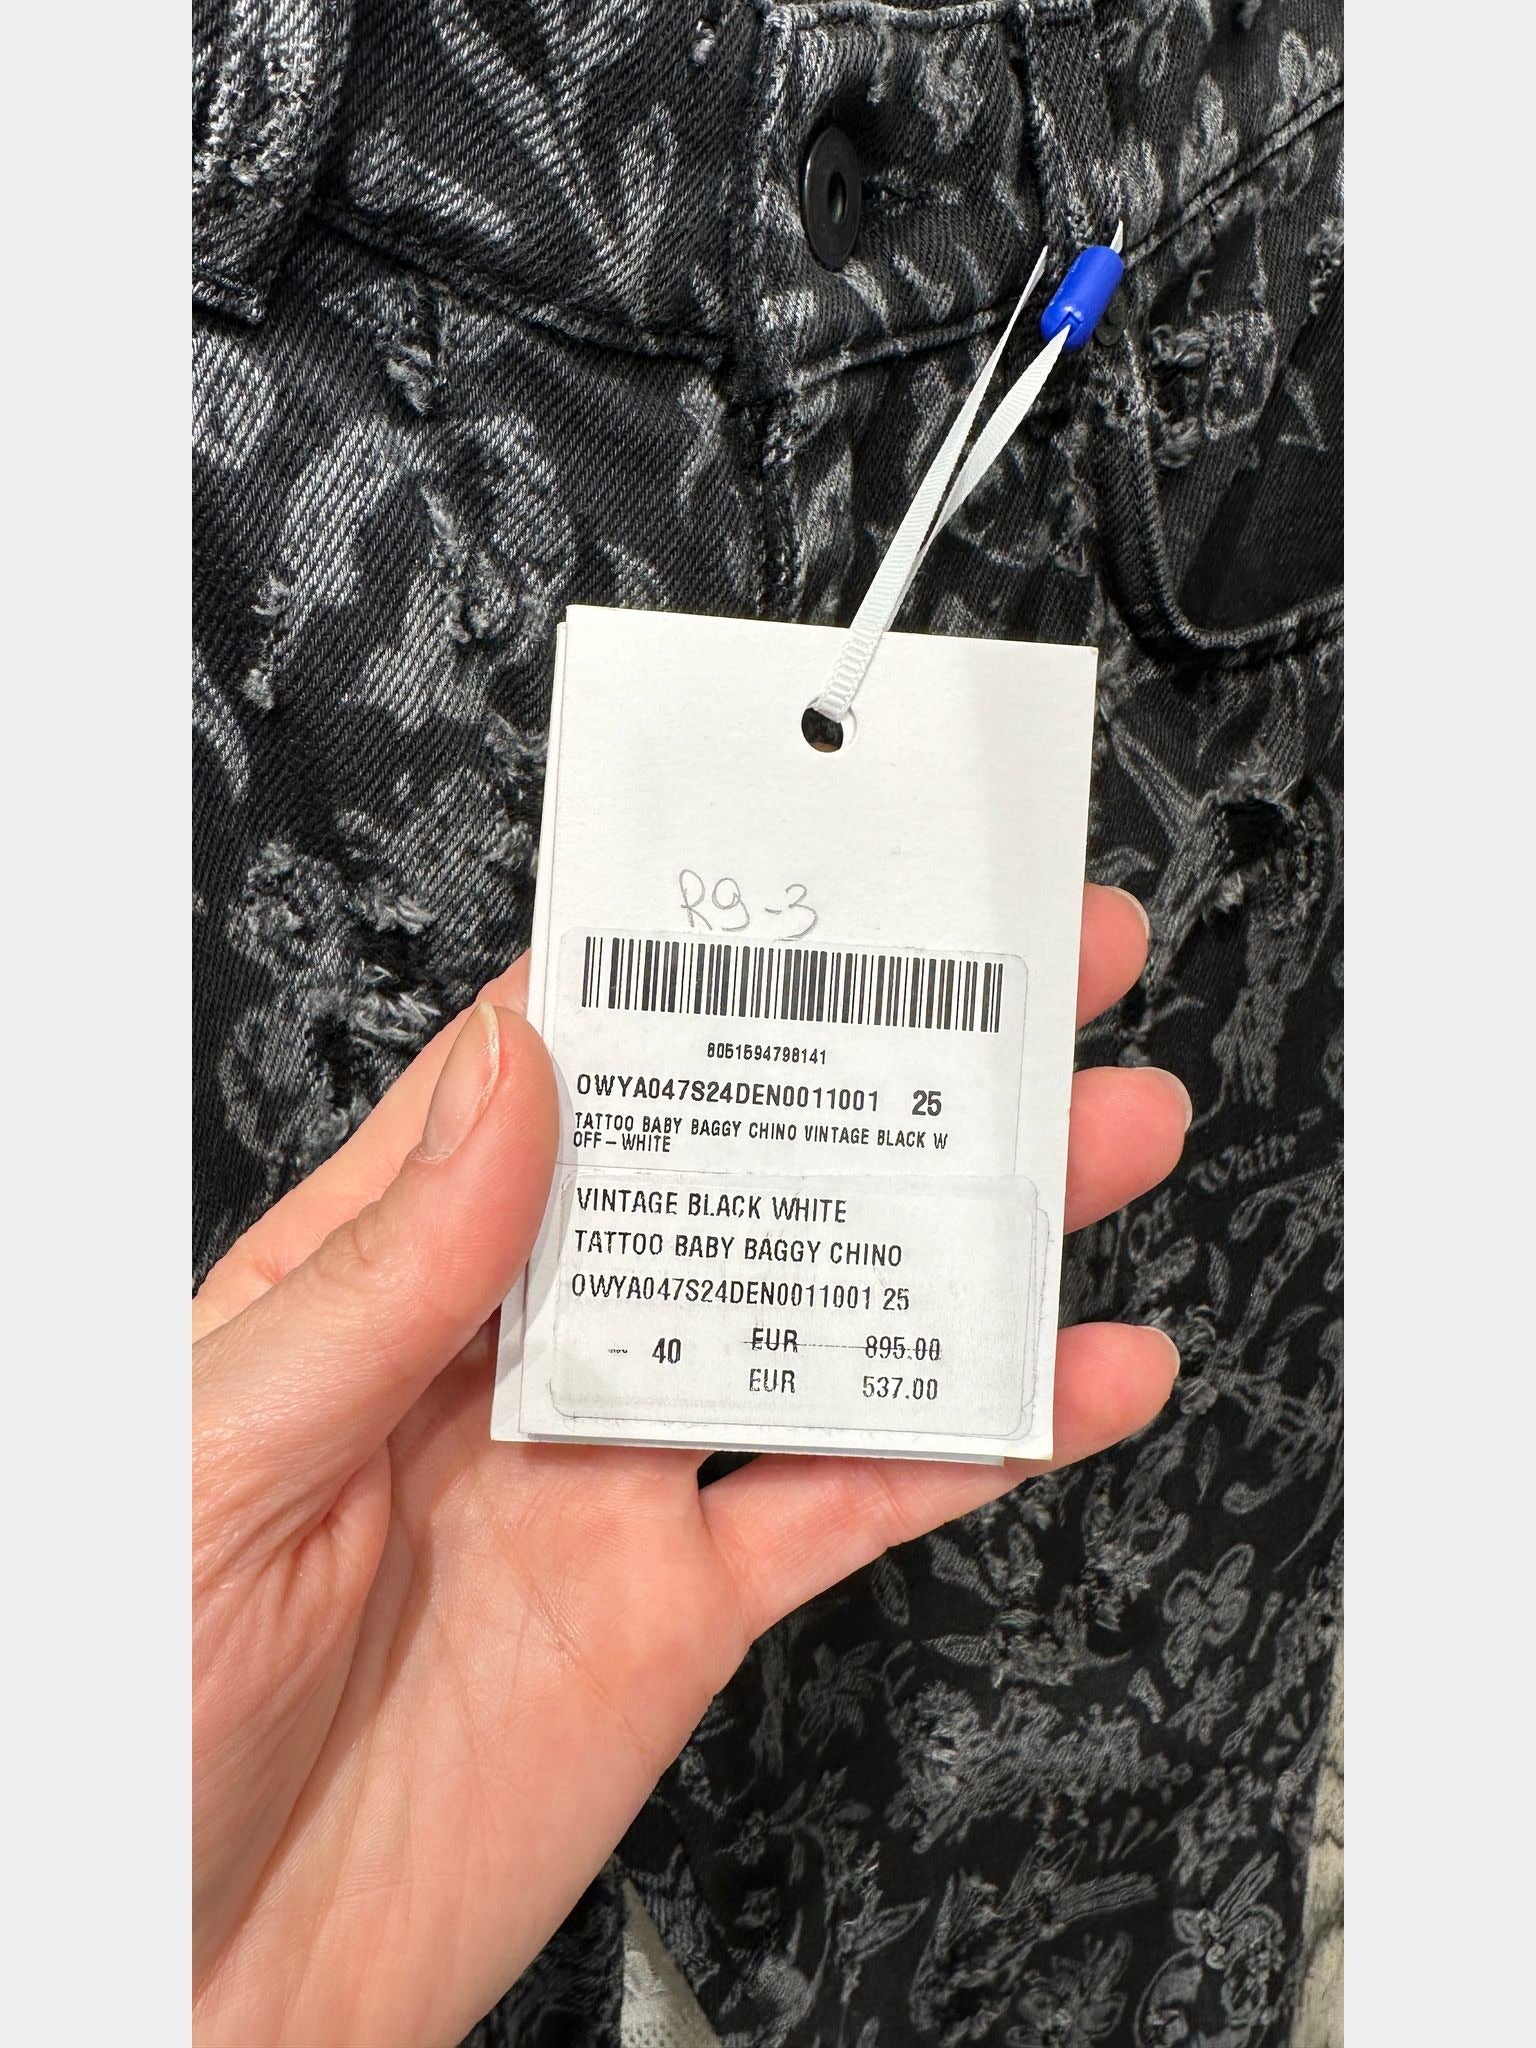 R9-3
8051594798141
OWYA047S24DEN0011001 25
TATTOO BABY BAGGY CHINO VINTAGE BLACK W
OFF-WHITE
VINTAGE BLACK WHITE
TATTOO BABY BAGGY CHINO
OWYA047S24DEN0011001 25
40 EUR 895.00
EUR 537.00
White"